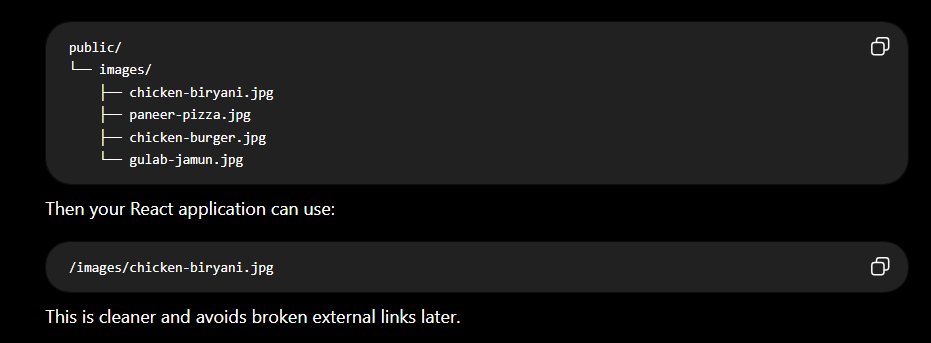 public/
└── images/
    ├── chicken-biryani.jpg
    ├── paneer-pizza.jpg
    ├── chicken-burger.jpg
    └── gulab-jamun.jpg
Then your React application can use:
/images/chicken-biryani.jpg
This is cleaner and avoids broken external links later.